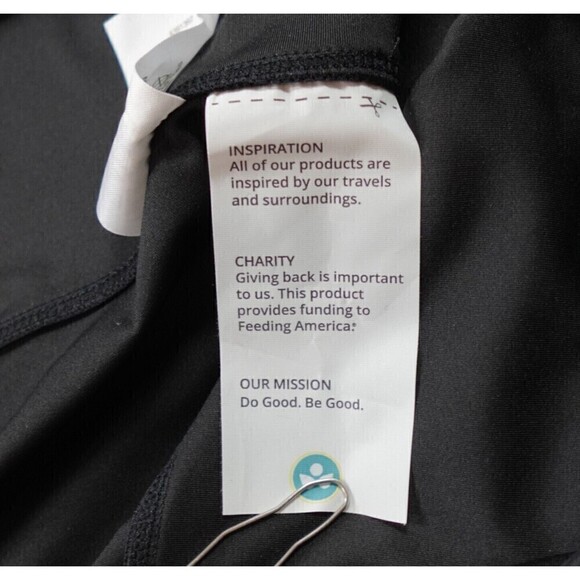 INSPIRATION
All of our products are
inspired by our travels
and surroundings.
CHARITY
Giving back is important
to us. This product
provides funding to
Feeding America.®
OUR MISSION
Do Good. Be Good.